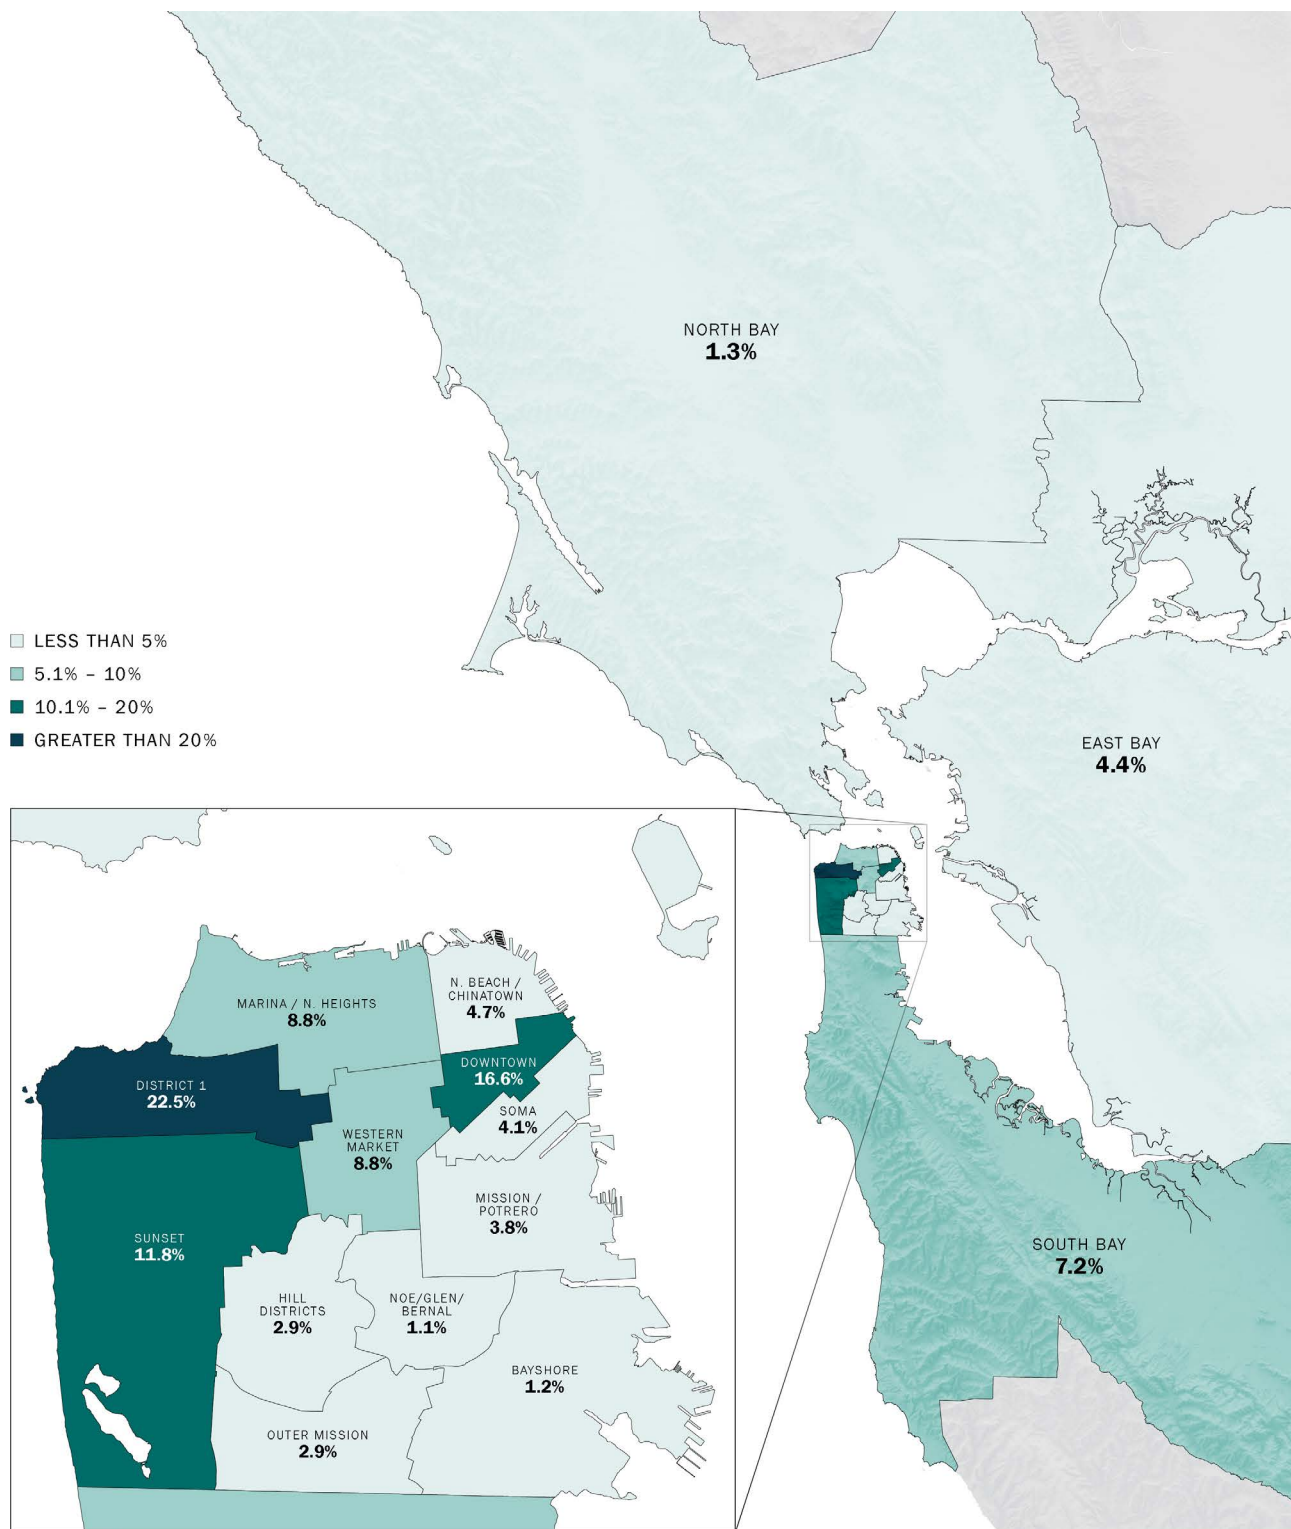 NORTH BAY
1.3%
LESS THAN 5%
5.1% – 10%
10.1% – 20%
GREATER THAN 20%
EAST BAY
4.4%
N. BEACH /
CHINATOWN
4.7%
MARINA / N. HEIGHTS
8.8%
DOWNTOWN
16.6%
DISTRICT 1
22.5%
SOMA
4.1%
WESTERN
MARKET
8.8%
MISSION /
POTRERO
3.8%
SUNSET
11.8%
SOUTH BAY
7.2%
HILL
DISTRICTS
2.9%
NOE/GLEN/
BERNAL
1.1%
BAYSHORE
1.2%
OUTER MISSION
2.9%